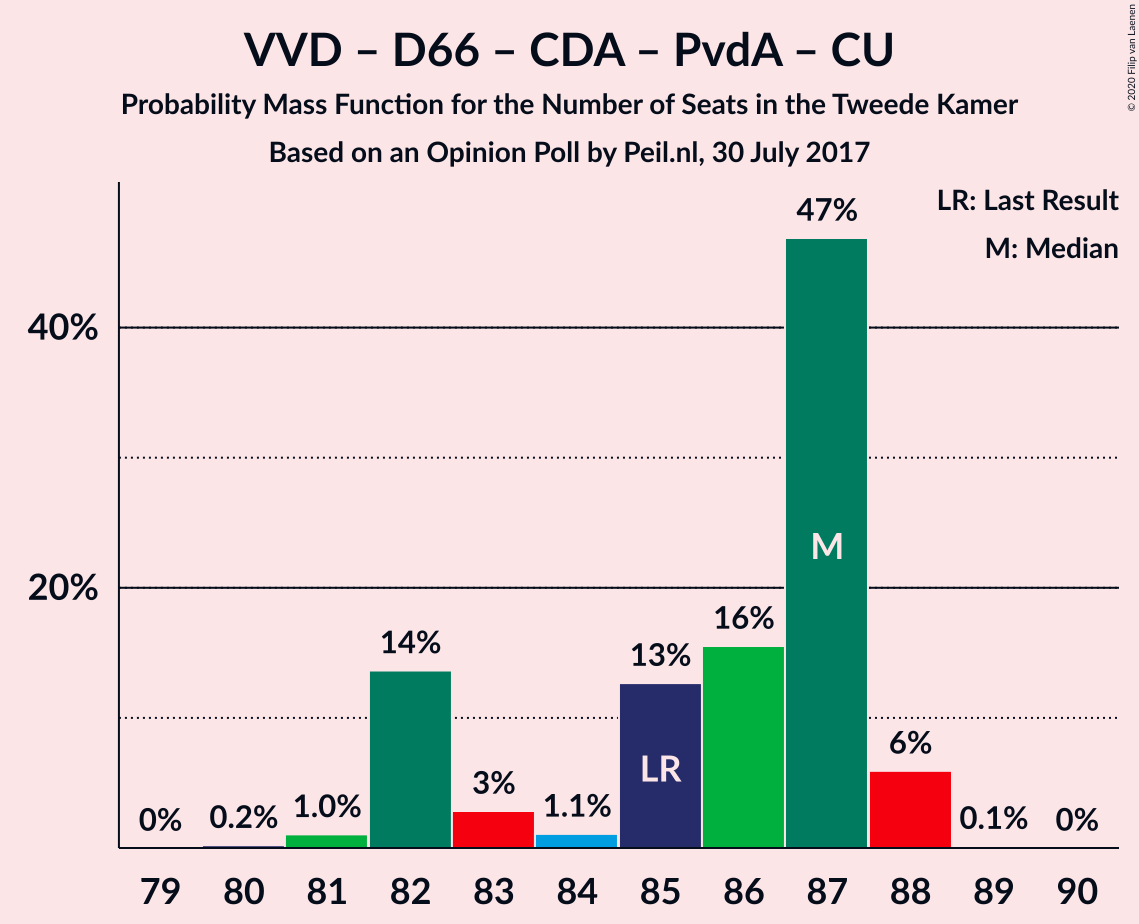 VVD – D66 – CDA – PvdA – CU
Probability Mass Function for the Number of Seats in the Tweede Kamer
Based on an Opinion Poll by Peil.nl, 30 July 2017
© 2020 Filip van Laenen
LR: Last Result
M: Median
40%
20%
0%
0.2%
1.0%
14%
3%
1.1%
13%
16%
47%
6%
0.1%
0%
LR
M
79 80 81 82 83 84 85 86 87 88 89 90